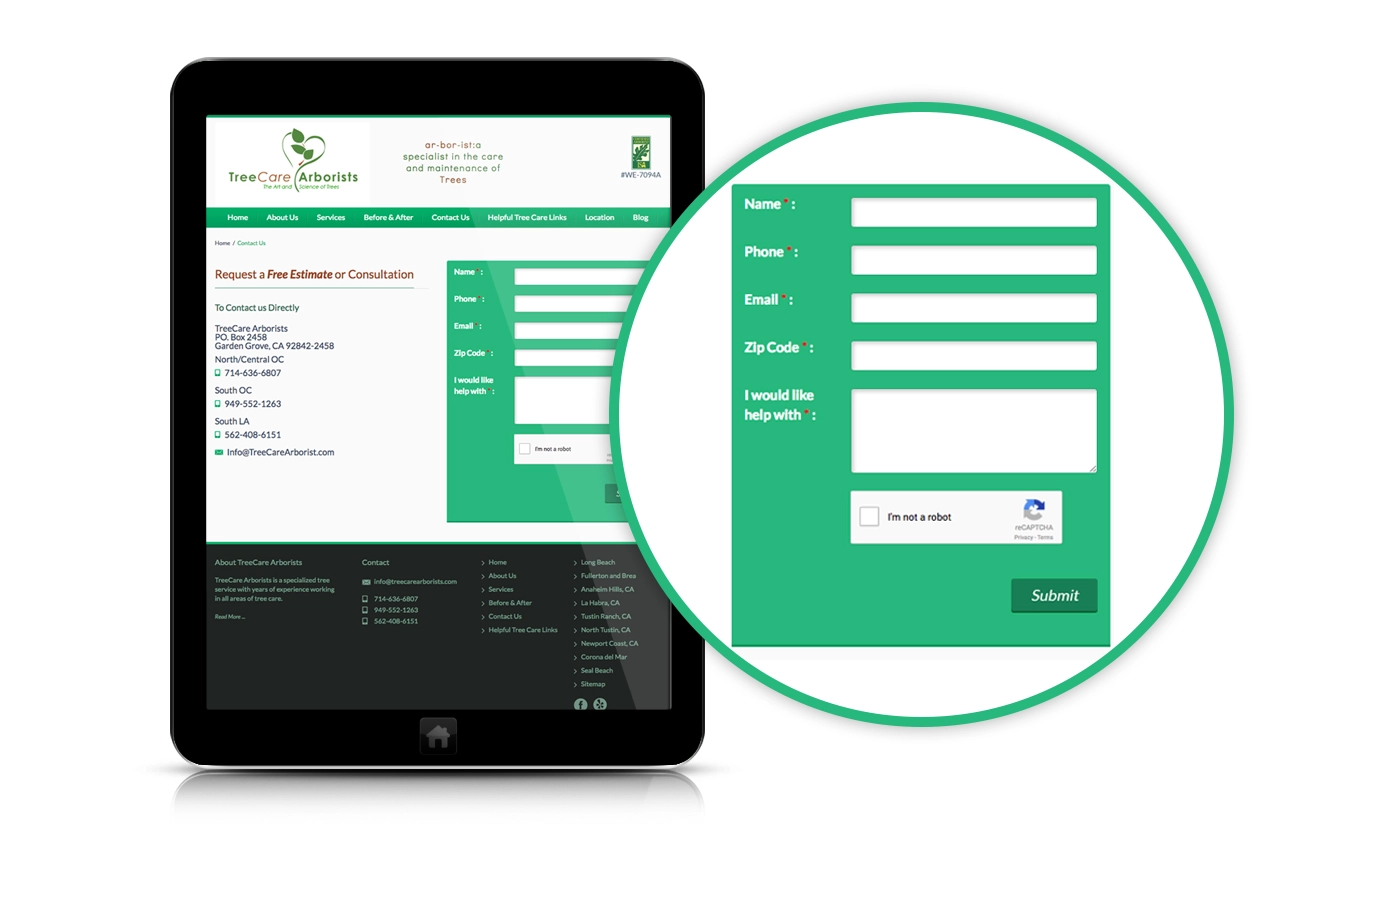 TreeCare Arborists
The Art and Science of Trees
ar-bor-ist:a
specialist in the care
and maintenance of
Trees
#WE-7094A
Home About Us Services Before & After Contact Us Helpful Tree Care Links Location Blog
Home / Contact Us
Request a Free Estimate or Consultation
To Contact us Directly
TreeCare Arborists
PO. Box 2458
Garden Grove, CA 92842-2458
North/Central OC
714-636-6807
South OC
949-552-1263
South LA
562-408-6151
Info@TreeCareArborist.com
Name * :
Phone * :
Email * :
Zip Code * :
I would like
help with * :
I'm not a robot
S
About TreeCare Arborists
TreeCare Arborists is a specialized tree
service with years of experience working
in all areas of tree care.
Read More ...
Contact
info@treecarearborists.com
714-636-6807
949-552-1263
562-408-6151
Home
About Us
Services
Before & After
Contact Us
Helpful Tree Care Links
Long Beach
Fullerton and Brea
Anaheim Hills, CA
La Habra, CA
Tustin Ranch, CA
North Tustin, CA
Newport Coast, CA
Corona del Mar
Seal Beach
Sitemap
Name * :
Phone * :
Email * :
Zip Code * :
I would like
help with * :
I'm not a robot
reCAPTCHA
Privacy - Terms
Submit